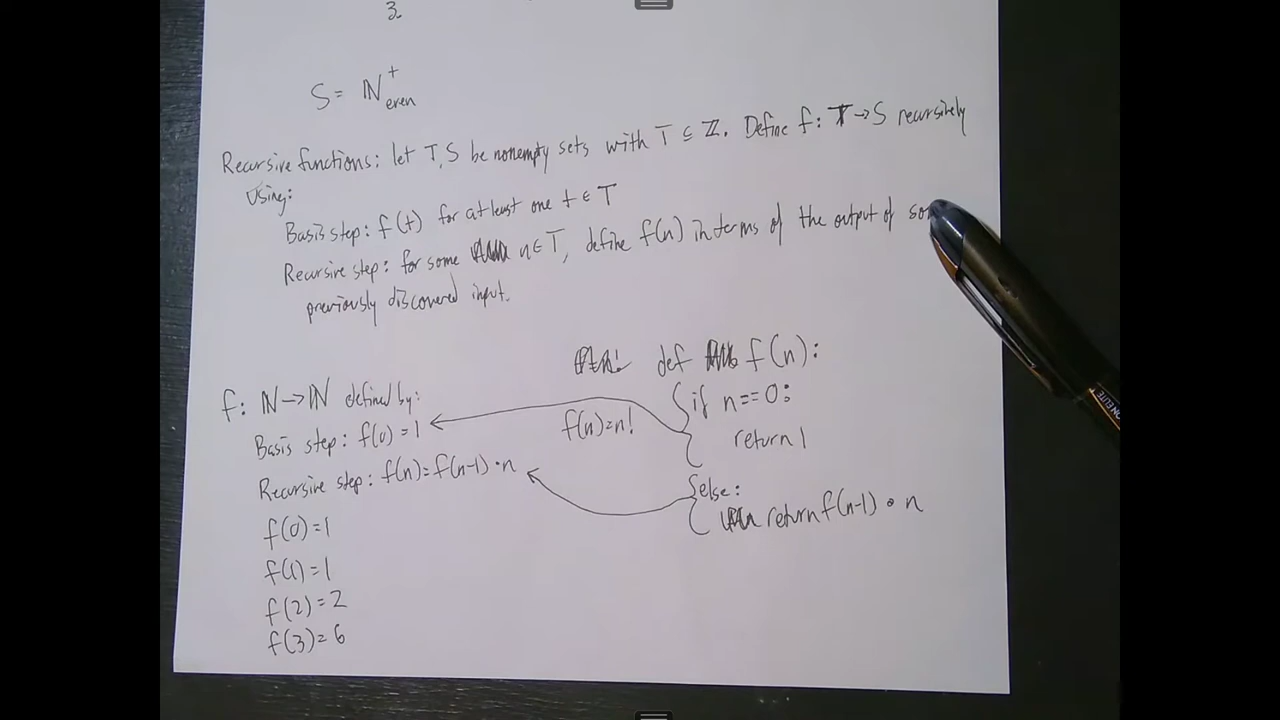 3.
S = ℕ⁺even
Recursive functions: let T, S be nonempty sets with T ⊆ ℤ. Define f: T → S recursively
Using:
Basis step: f(t) for at least one t ∈ T
Recursive step: for some n ∈ T, define f(n) in terms of the output of
previously discovered input.
def f(n):
f: ℕ → ℕ defined by:
if n == 0:
Basis step: f(0) = 1
f(n) = n!
return 1
Recursive step: f(n) = f(n-1) · n
else:
return f(n-1) • n
f(0) = 1
f(1) = 1
f(2) = 2
f(3) = 6
ON ELITE